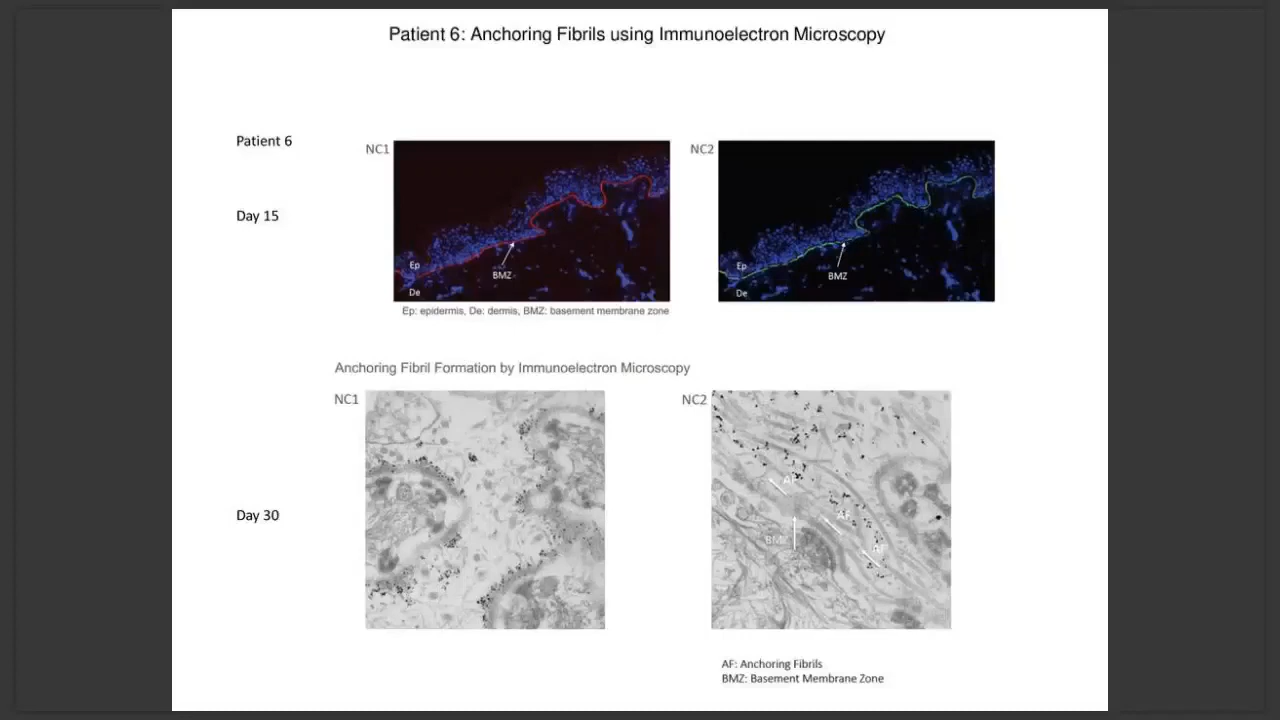 Patient 6: Anchoring Fibrils using Immunoelectron Microscopy
Patient 6
NC1
NC2
Day 15
Ep
De
BMZ
Ep
De
BMZ
Ep: epidermis, De: dermis, BMZ: basement membrane zone
Anchoring Fibril Formation by Immunoelectron Microscopy
NC1
NC2
Day 30
AF
AF
AF
BMZ
AF: Anchoring Fibrils
BMZ: Basement Membrane Zone